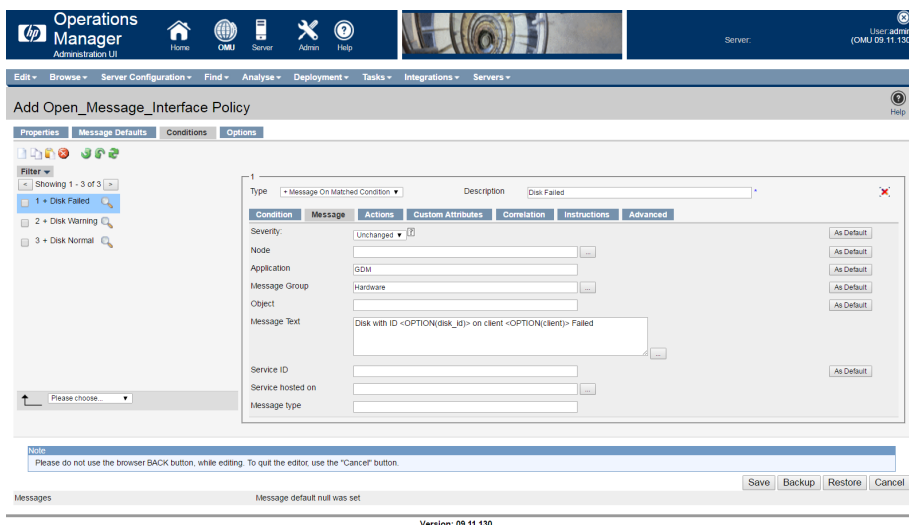 hp
Operations
Manager
Administration UI
Home
OMU
Server
Admin
Help
Server:
User:admin
(OMU 09.11.130
Edit
Browse
Server Configuration
Find
Analyse
Deployment
Tasks
Integrations
Servers
Add Open_Message_Interface Policy
Help
Properties
Message Defaults
Conditions
Options
Filter
< Showing 1 - 3 of 3 >
1 + Disk Failed
2 + Disk Warning
3 + Disk Normal
Please choose...
1
Type
+ Message On Matched Condition
Description
Disk Failed
*
Condition
Message
Actions
Custom Attributes
Correlation
Instructions
Advanced
Severity:
Unchanged
As Default
Node
...
As Default
Application
GDM
As Default
Message Group
Hardware
...
As Default
Object
As Default
Message Text
Disk with ID <OPTION(disk_id)> on client <OPTION(client)> Failed
...
Service ID
As Default
Service hosted on
...
Message type
Note
Please do not use the browser BACK button, while editing. To quit the editor, use the "Cancel" button.
Save
Backup
Restore
Cancel
Messages
Message default null was set
Version: 09.11.130